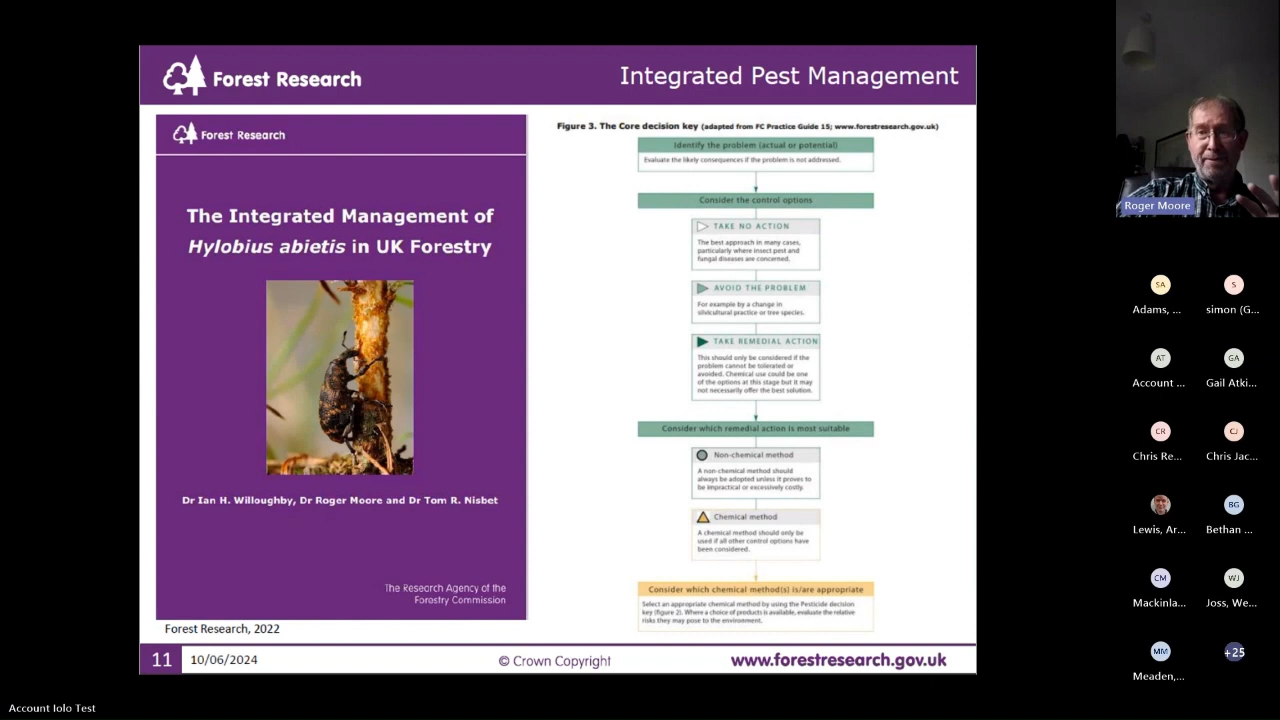 Forest Research
Integrated Pest Management
Forest Research
The Integrated Management of
Hylobius abietis in UK Forestry
Dr Ian H. Willoughby, Dr Roger Moore and Dr Tom R. Nisbet
The Research Agency of the
Forestry Commission
Forest Research, 2022
Figure 3. The Core decision key (adapted from FC Practice Guide 15; www.forestresearch.gov.uk)
Identify the problem (actual or potential)
Evaluate the likely consequences if the problem is not addressed.
Consider the control options
TAKE NO ACTION
The best approach in many cases,
particularly where insect pest and
fungal diseases are concerned.
AVOID THE PROBLEM
For example by a change in
silvicultural practice or tree species.
TAKE REMEDIAL ACTION
This should only be considered if the
problem cannot be tolerated or
avoided. Chemical use could be one
of the options at this stage but it may
not necessarily offer the best solution.
Consider which remedial action is most suitable
Non-chemical method
A non-chemical method should
always be adopted unless it proves to
be impractical or excessively costly.
Chemical method
A chemical method should only be
used if all other control options have
been considered.
Consider which chemical method(s) is/are appropriate
Select an appropriate chemical method by using the Pesticide decision
key (figure 2). Where a choice of products is available, evaluate the relative
risks they may pose to the environment.
11
10/06/2024
© Crown Copyright
www.forestresearch.gov.uk
Roger Moore
SA
S
Adams, ...
simon (G...
AT
GA
Account ...
Gail Atki...
CR
CJ
Chris Re...
Chris Jac...
BG
Lewis, Ar...
Bethan ...
CM
WJ
Mackinla...
Joss, We...
MM
+25
Meaden,...
Account Iolo Test